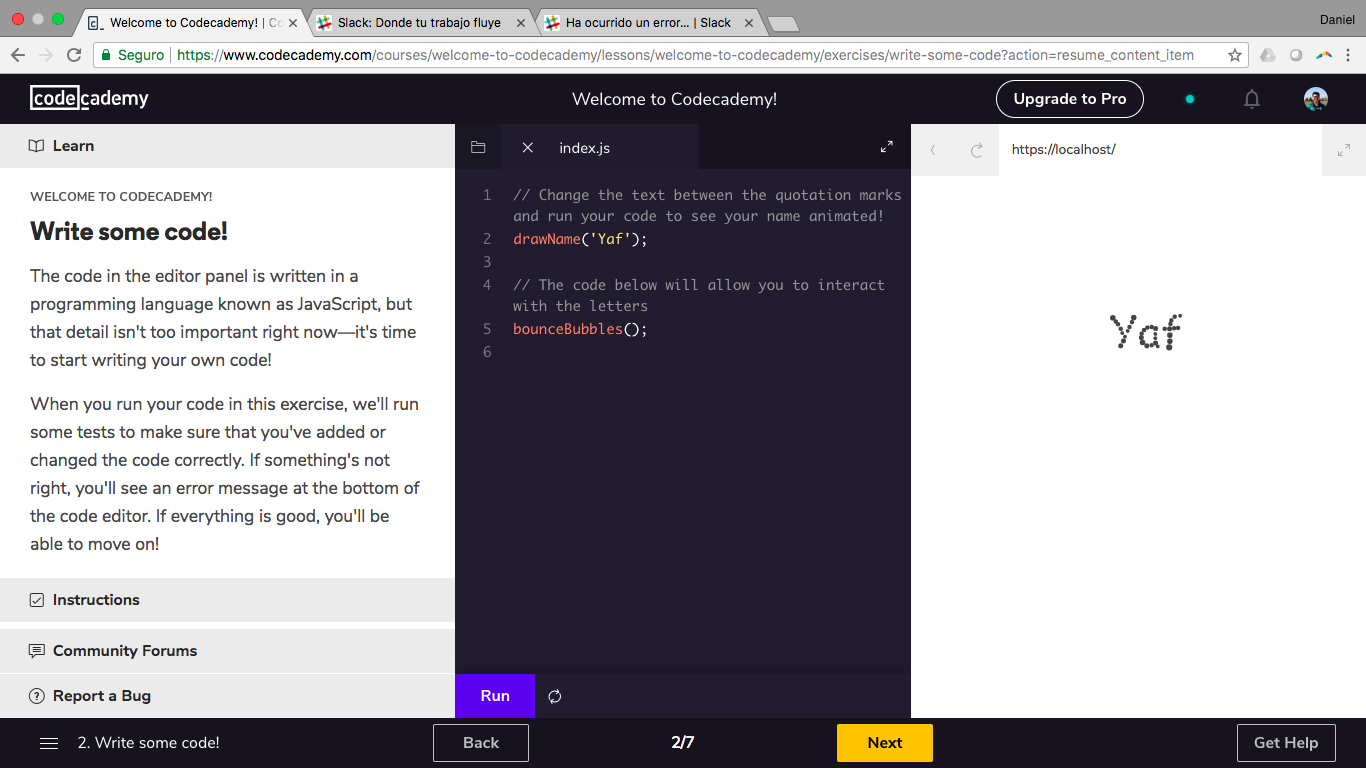 Welcome to Codecademy! | Co
Slack: Donde tu trabajo fluye
Ha ocurrido un error... | Slack
Daniel
Seguro
https://www.codecademy.com/courses/welcome-to-codecademy/lessons/welcome-to-codecademy/exercises/write-some-code?action=resume_content_item
codecademy
Welcome to Codecademy!
Upgrade to Pro
Learn
WELCOME TO CODECADEMY!
Write some code!
The code in the editor panel is written in a
programming language known as JavaScript, but
that detail isn't too important right now—it's time
to start writing your own code!
When you run your code in this exercise, we'll run
some tests to make sure that you've added or
changed the code correctly. If something's not
right, you'll see an error message at the bottom of
the code editor. If everything is good, you'll be
able to move on!
Instructions
Community Forums
Report a Bug
index.js
1 // Change the text between the quotation marks
and run your code to see your name animated!
2 drawName('Yaf');
3
4 // The code below will allow you to interact
with the letters
5 bounceBubbles();
6
Run
https://localhost/
Yaf
2. Write some code!
Back
2/7
Next
Get Help